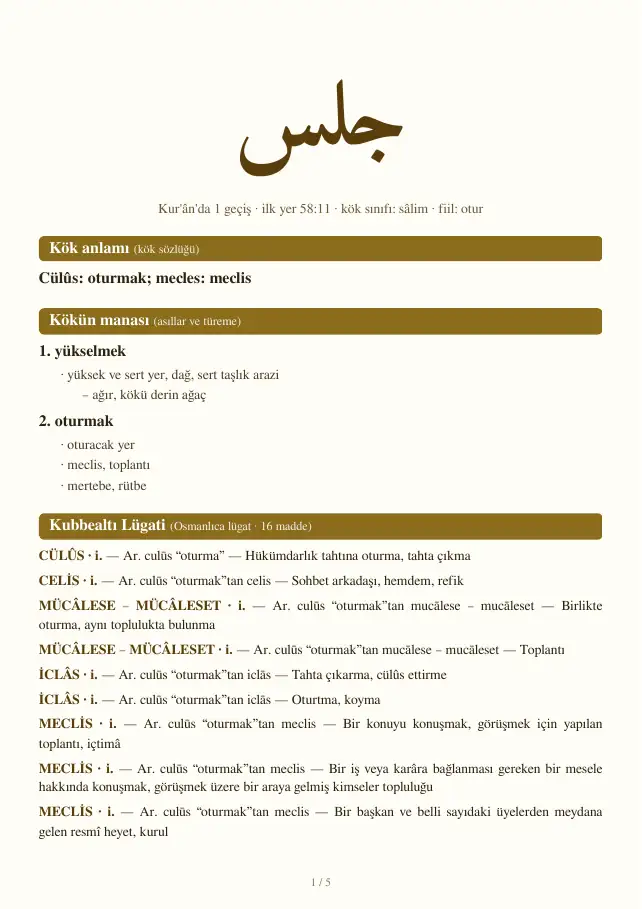 جلس
Kur'ân'da 1 geçiş · ilk yer 58:11 · kök sınıfı: sâlim · fiil: otur
Kök anlamı (kök sözlüğü)
Cülûs: oturmak; mecles: meclis
Kökün manası (asıllar ve türeme)
1. yükselmek
· yüksek ve sert yer, dağ, sert taşlık arazi
– ağır, kökü derin ağaç
2. oturmak
· oturacak yer
· meclis, toplantı
· mertebe, rütbe
Kubbealtı Lügati (Osmanlıca lügat · 16 madde)
CÜLÛS · i. — Ar. culūs “oturma” — Hükümdarlık tahtına oturma, tahta çıkma
CELİS · i. — Ar. culūs “oturmak”tan celіs — Sohbet arkadaşı, hemdem, refik
MÜCÂLESE – MÜCÂLESET · i. — Ar. culūs “oturmak”tan mucālese – mucāleset — Birlikte
oturma, aynı toplulukta bulunma
MÜCÂLESE – MÜCÂLESET · i. — Ar. culūs “oturmak”tan mucālese – mucāleset — Toplantı
İCLÂS · i. — Ar. culūs “oturmak”tan iclās — Tahta çıkarma, cülûs ettirme
İCLÂS · i. — Ar. culūs “oturmak”tan iclās — Oturtma, koyma
MECLİS · i. — Ar. culūs “oturmak”tan meclis — Bir konuyu konuşmak, görüşmek için yapılan
toplantı, içtimâ
MECLİS · i. — Ar. culūs “oturmak”tan meclis — Bir iş veya karâra bağlanması gereken bir mesele
hakkında konuşmak, görüşmek üzere bir araya gelmiş kimseler topluluğu
MECLİS · i. — Ar. culūs “oturmak”tan meclis — Bir başkan ve belli sayıdaki üyelerden meydana
gelen resmî heyet, kurul
1 / 5